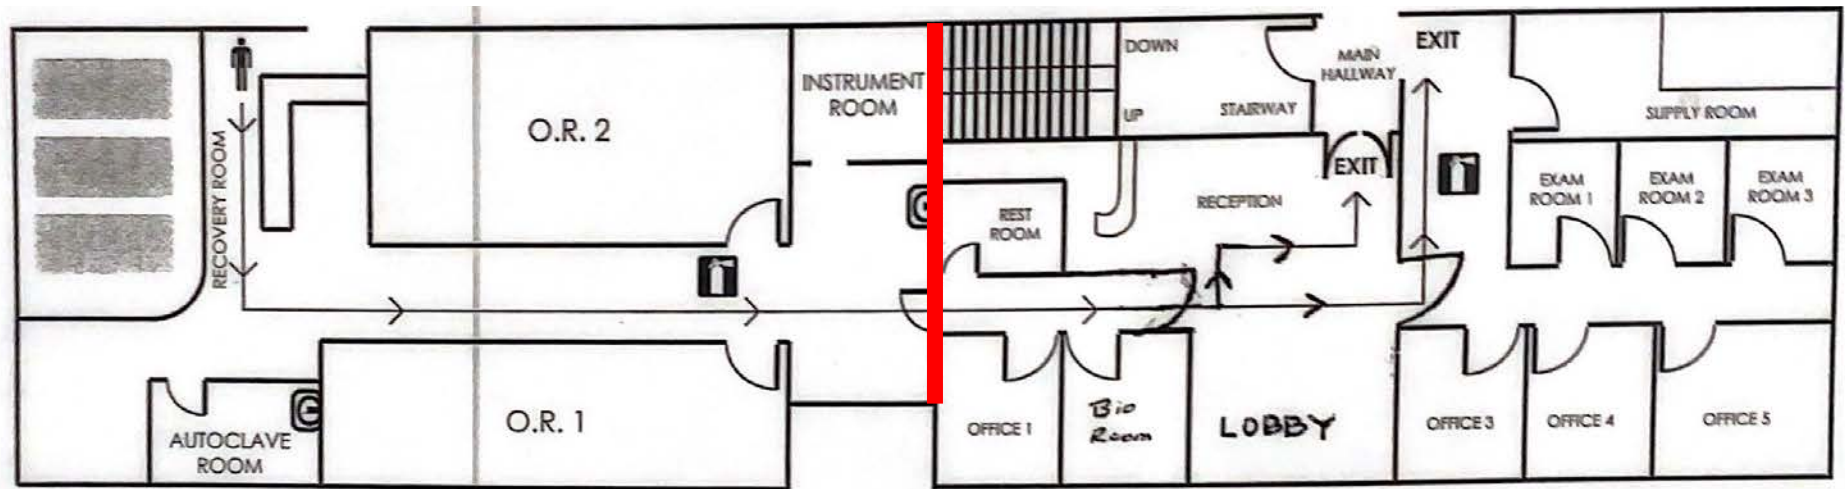 DOWN
UP
STAIRWAY
MAIN
HALLWAY
EXIT
INSTRUMENT
ROOM
O.R. 2
SUPPLY ROOM
RECOVERY ROOM
EXIT
RECEPTION
REST
ROOM
EXAM
ROOM 1
EXAM
ROOM 2
EXAM
ROOM 3
AUTOCLAVE
ROOM
O.R. 1
OFFICE 1
Bio
Room
LOBBY
OFFICE 3
OFFICE 4
OFFICE 5